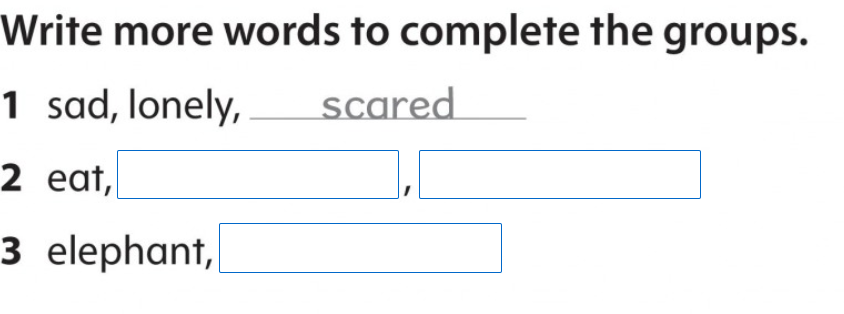 Write more words to complete the groups.
1 sad, lonely, scared
2 eat, ,
3 elephant,